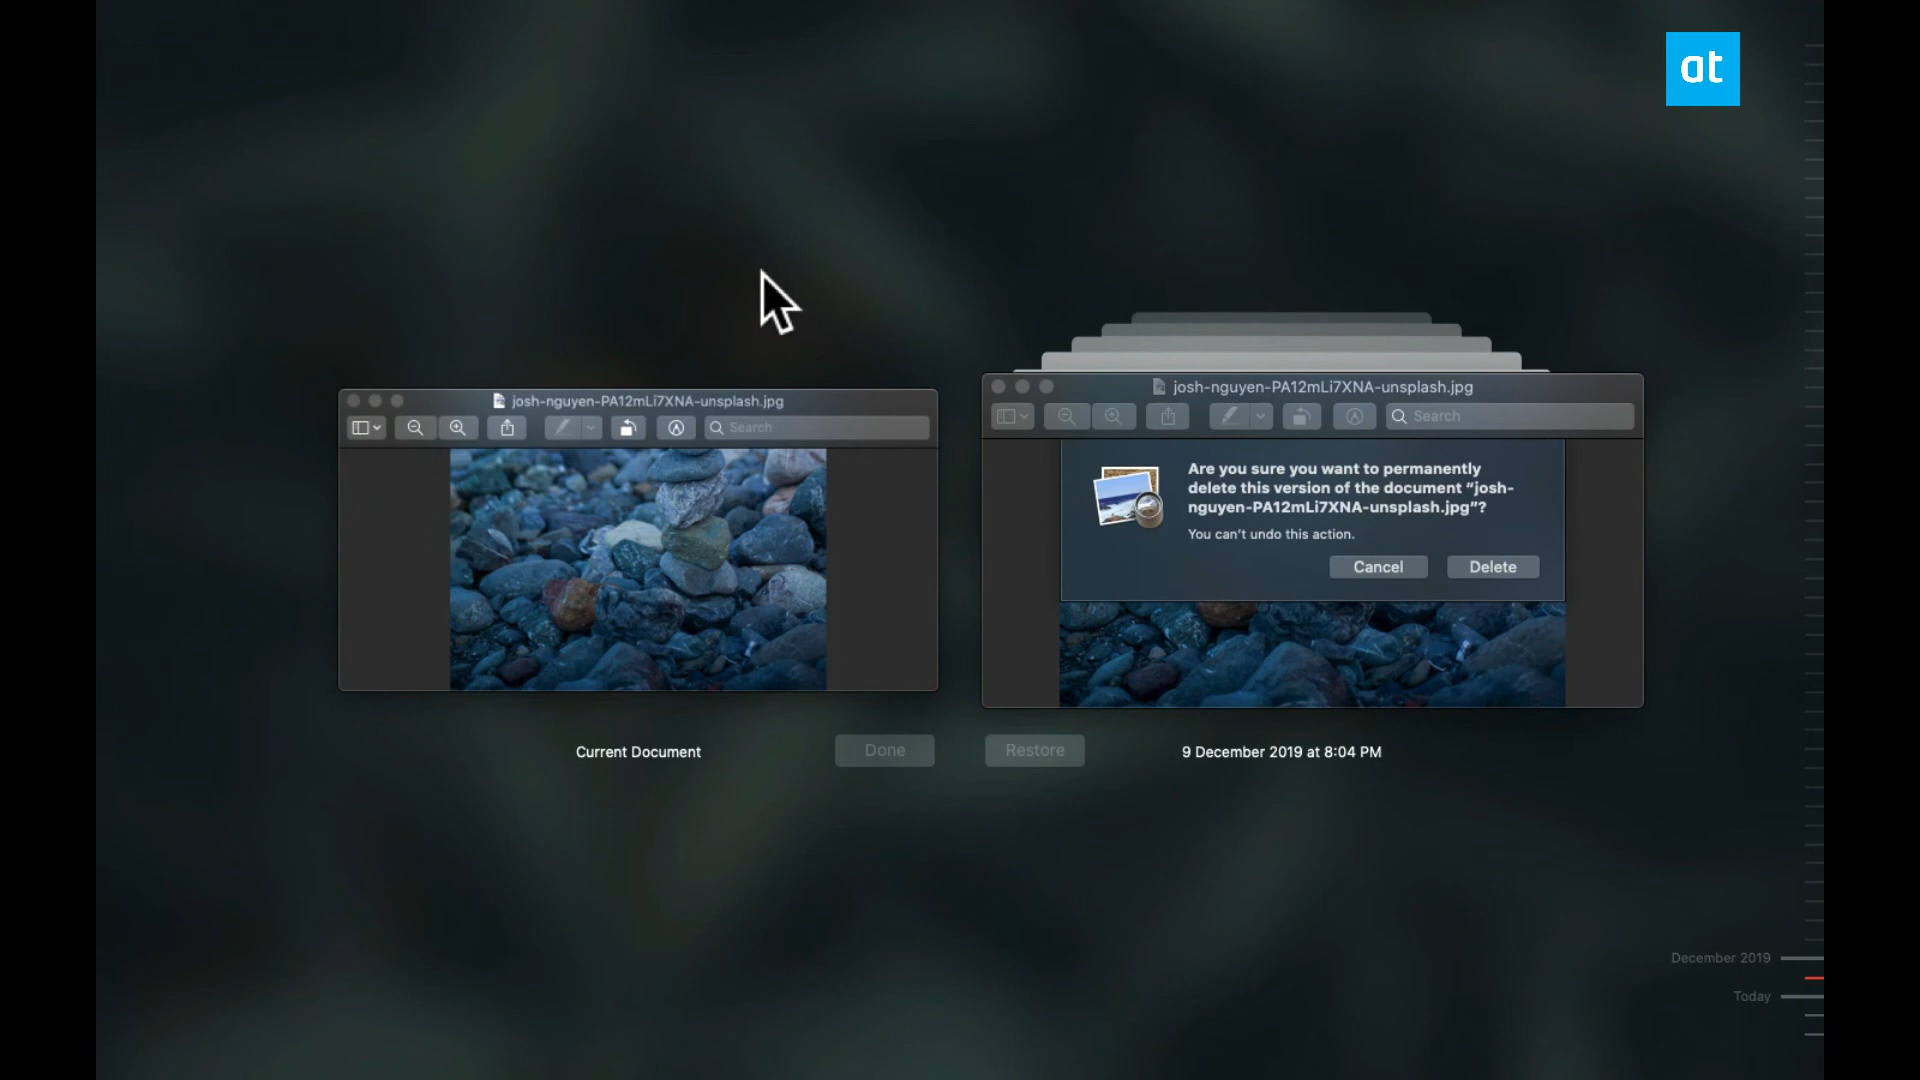 at
josh-nguyen-PA12mLi7XNA-unsplash.jpg
Search
josh-nguyen-PA12mLi7XNA-unsplash.jpg
Search
Are you sure you want to permanently
delete this version of the document “josh-
nguyen-PA12mLi7XNA-unsplash.jpg”?
You can’t undo this action.
Cancel
Delete
Current Document
Done
Restore
9 December 2019 at 8:04 PM
December 2019
Today